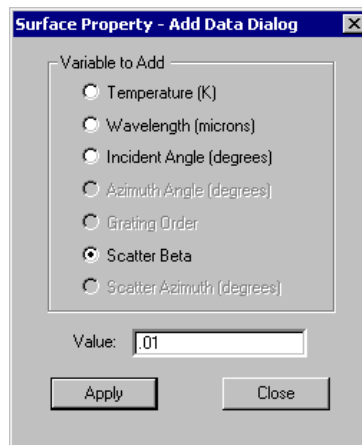 Surface Property - Add Data Dialog
Variable to Add
Temperature (K)
Wavelength (microns)
Incident Angle (degrees)
Azimuth Angle (degrees)
Grating Order
Scatter Beta
Scatter Azimuth (degrees)
Value: .01
Apply Close